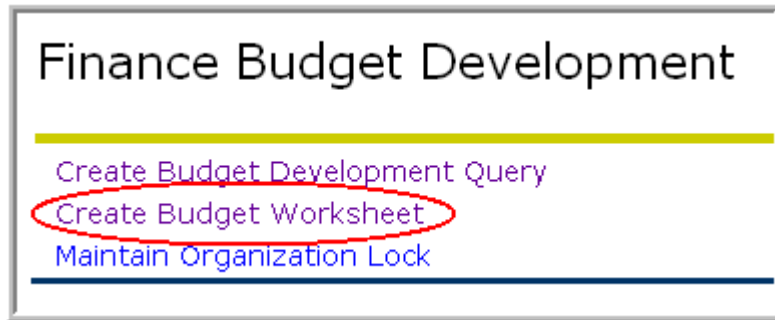 Finance Budget Development
Create Budget Development Query
Create Budget Worksheet
Maintain Organization Lock